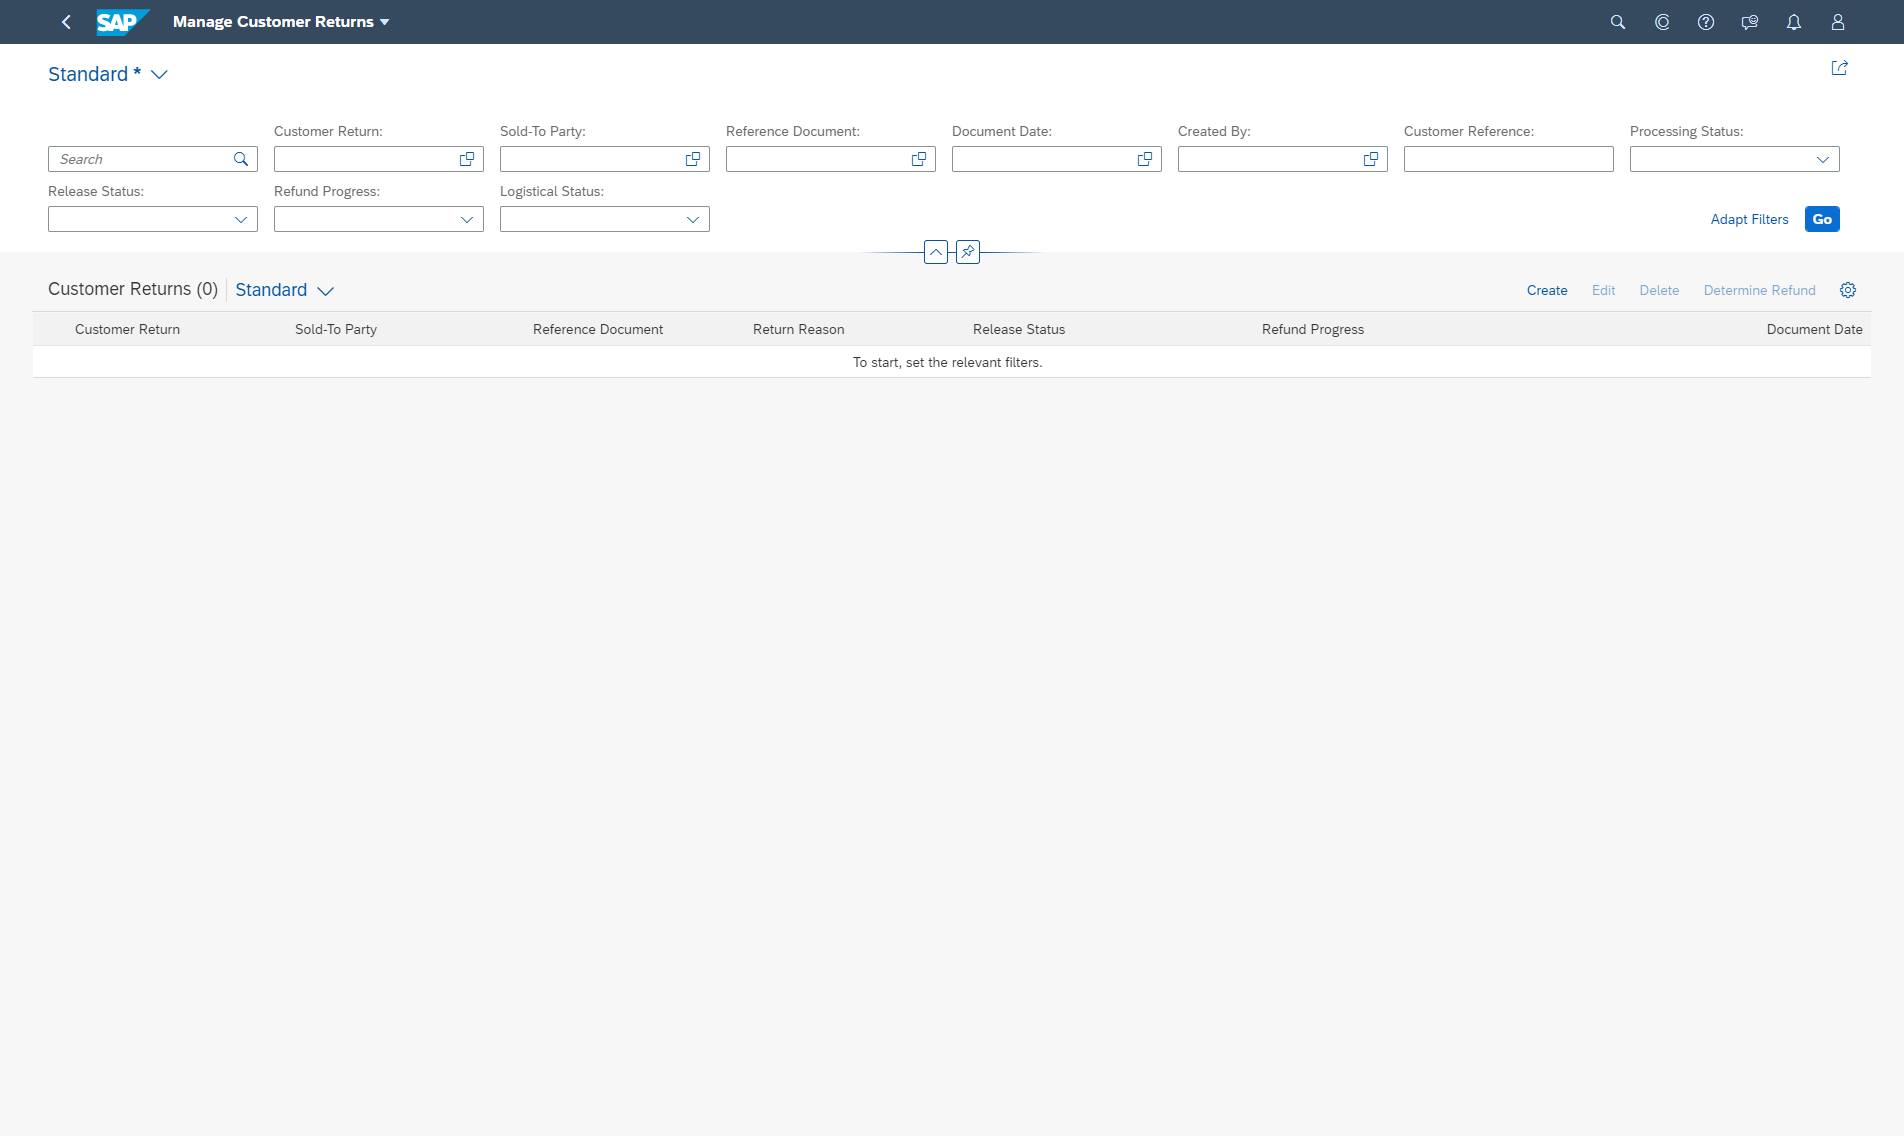 SAP Manage Customer Returns
Standard *
Customer Return: Sold-To Party: Reference Document: Document Date: Created By: Customer Reference: Processing Status:
Search
Release Status: Refund Progress: Logistical Status:
Adapt Filters Go
Customer Returns (0) Standard Create Edit Delete Determine Refund
Customer Return Sold-To Party Reference Document Return Reason Release Status Refund Progress Document Date
To start, set the relevant filters.